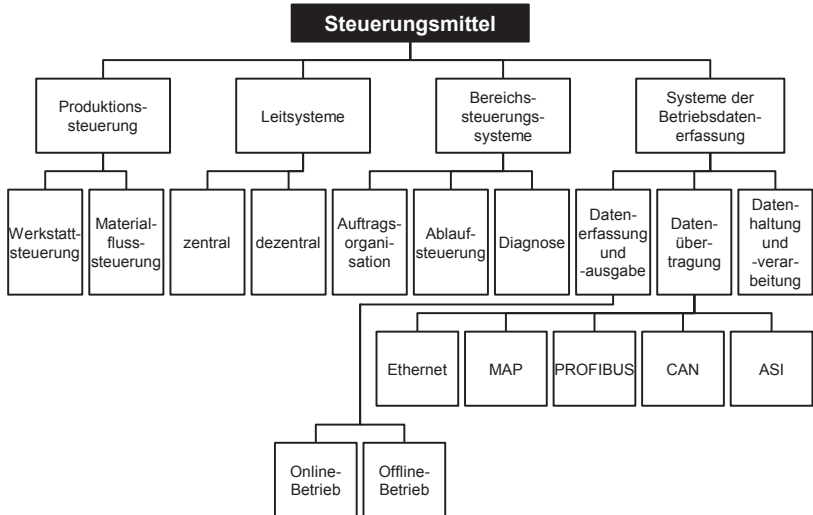 Steuerungsmittel
Produktions-
steuerung
Leitsysteme
Bereichs-
steuerungs-
systeme
Systeme der
Betriebsdaten-
erfassung
Werkstatt-
steuerung
Material-
fluss-
steuerung
zentral
dezentral
Auftrags-
organi-
sation
Ablauf-
steuerung
Diagnose
Daten-
erfassung
und
-ausgabe
Daten-
über-
tragung
Daten-
haltung
und
-verar-
beitung
Ethernet
MAP
PROFIBUS
CAN
ASI
Online-
Betrieb
Offline-
Betrieb